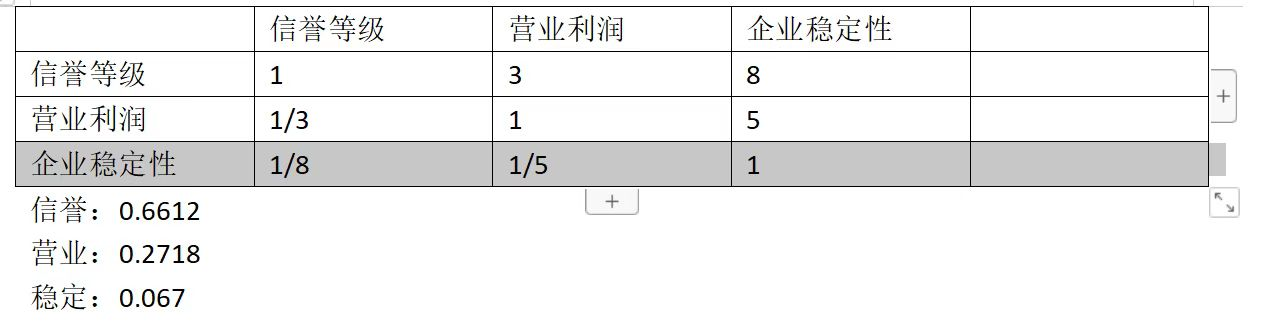 信誉等级 营业利润 企业稳定性
信誉等级 1 3 8
营业利润 1/3 1 5
企业稳定性 1/8 1/5 1
信誉：0.6612
营业：0.2718
稳定：0.067